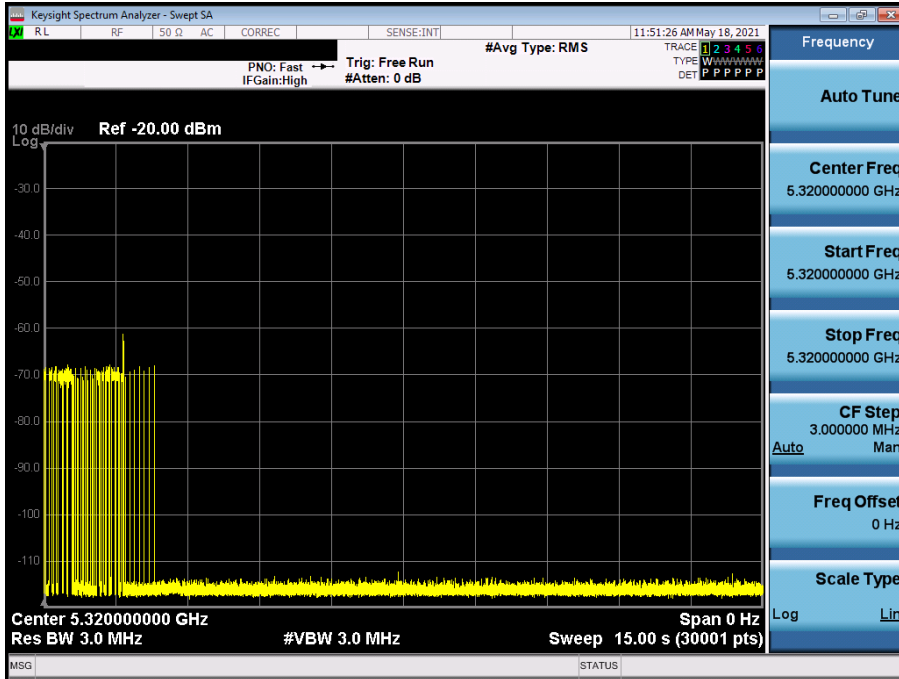 Keysight Spectrum Analyzer - Swept SA
LXI RL RF 50 Ω AC CORREC SENSE:INT 11:51:26 AM May 18, 2021
#Avg Type: RMS
TRACE 1 2 3 4 5 6
PNO: Fast Trig: Free Run TYPE WWWWWW
IFGain:High #Atten: 0 dB DET P P P P P P
10 dB/div Ref -20.00 dBm
Log
-30.0
-40.0
-50.0
-60.0
-70.0
-80.0
-90.0
-100
-110
Center 5.320000000 GHz Span 0 Hz
Res BW 3.0 MHz #VBW 3.0 MHz Sweep 15.00 s (30001 pts)
MSG STATUS
Frequency
Auto Tune
Center Freq
5.320000000 GHz
Start Freq
5.320000000 GHz
Stop Freq
5.320000000 GHz
CF Step
3.000000 MHz
Auto Man
Freq Offset
0 Hz
Scale Type
Log Lin